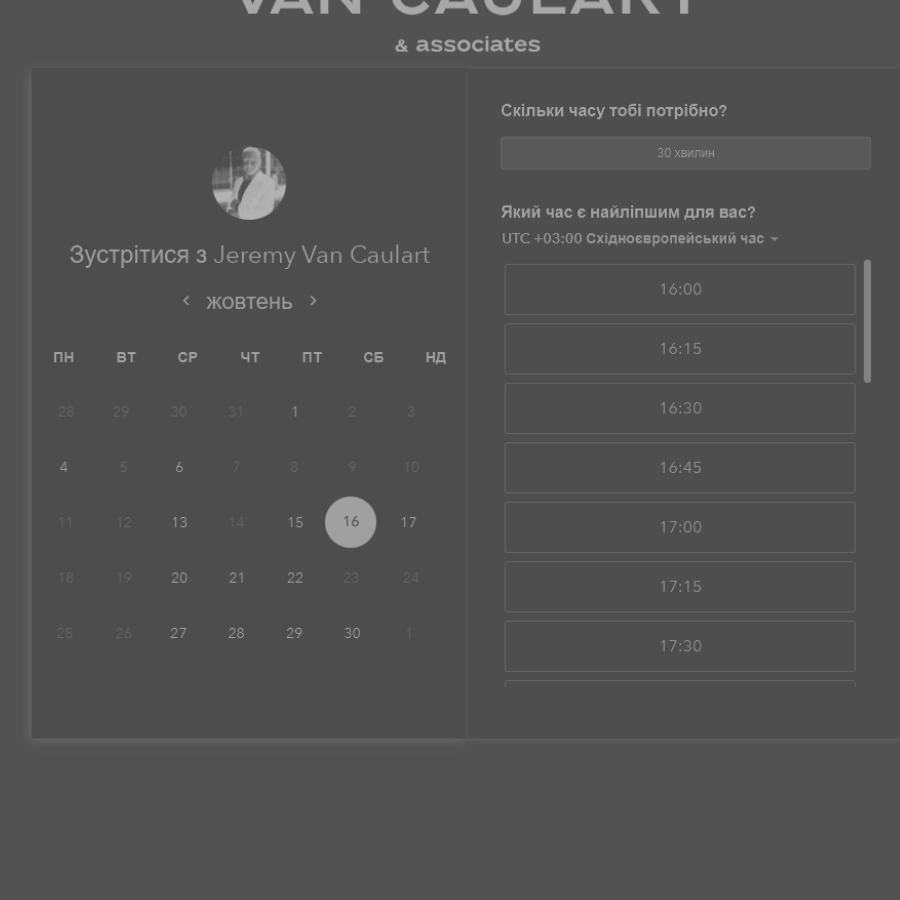 VAN CAULART
& associates
Зустрітися з Jeremy Van Caulart
‹ жовтень ›
ПН ВТ СР ЧТ ПТ СБ НД
28 29 30 31 1 2 3
4 5 6 7 8 9 10
11 12 13 14 15 16 17
18 19 20 21 22 23 24
25 26 27 28 29 30 1
Скільки часу тобі потрібно?
30 хвилин
Який час є найліпшим для вас?
UTC +03:00 Східноєвропейський час
16:00
16:15
16:30
16:45
17:00
17:15
17:30